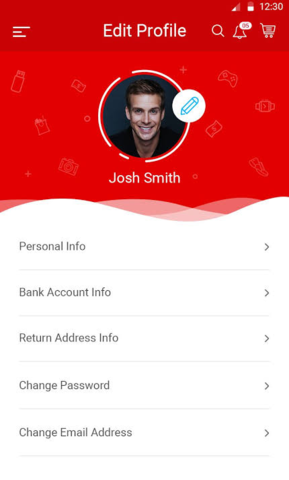 12:30
Edit Profile
05
Josh Smith
Personal Info
Bank Account Info
Return Address Info
Change Password
Change Email Address